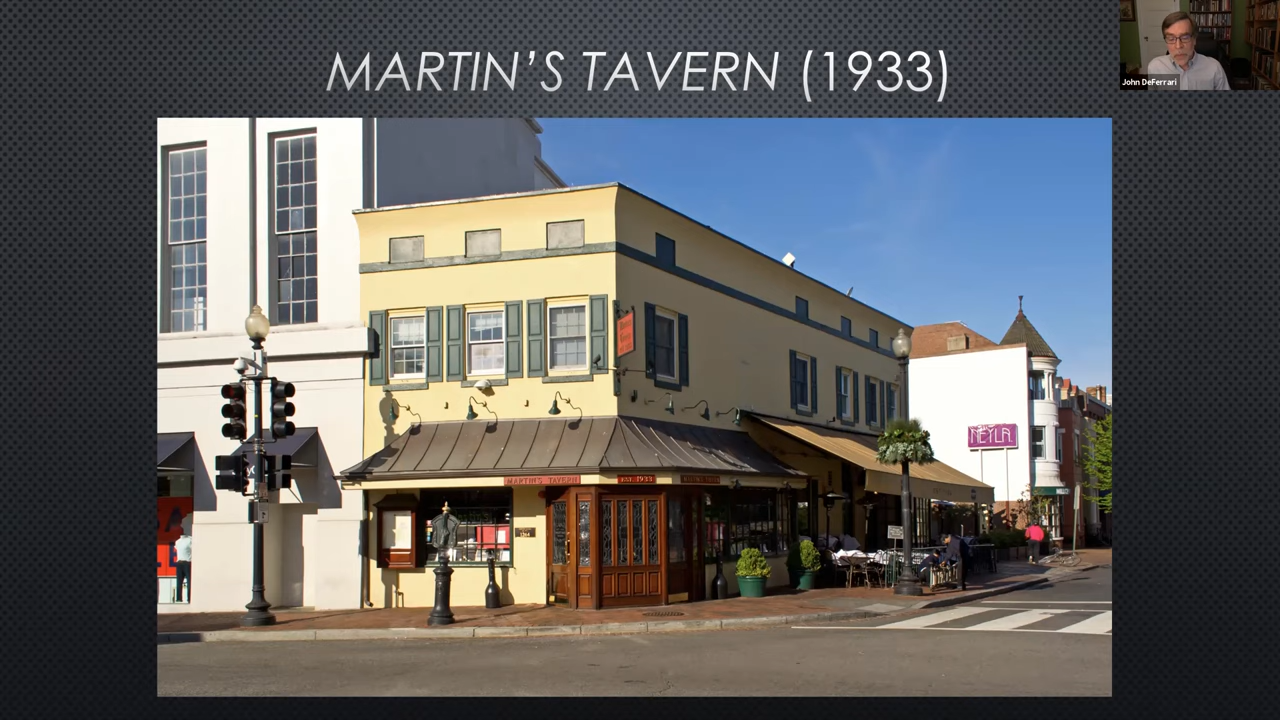 MARTIN'S TAVERN (1933)
John DeFerrari
NEYLA
MARTIN'S TAVERN
EST. 1933